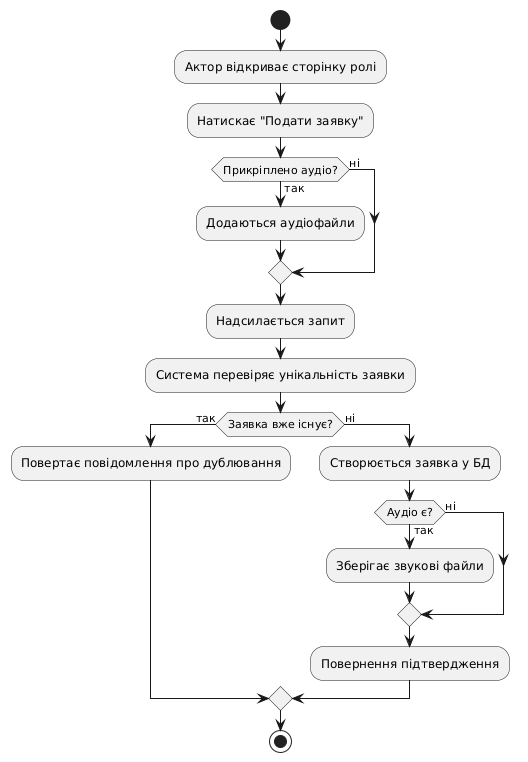 Актор відкриває сторінку ролі
Натискає "Подати заявку"
Прикріплено аудіо?
ні
так
Додаються аудіофайли
Надсилається запит
Система перевіряє унікальність заявки
так
Заявка вже існує?
ні
Повертає повідомлення про дублювання
Створюється заявка у БД
Аудіо є?
ні
так
Зберігає звукові файли
Повернення підтвердження